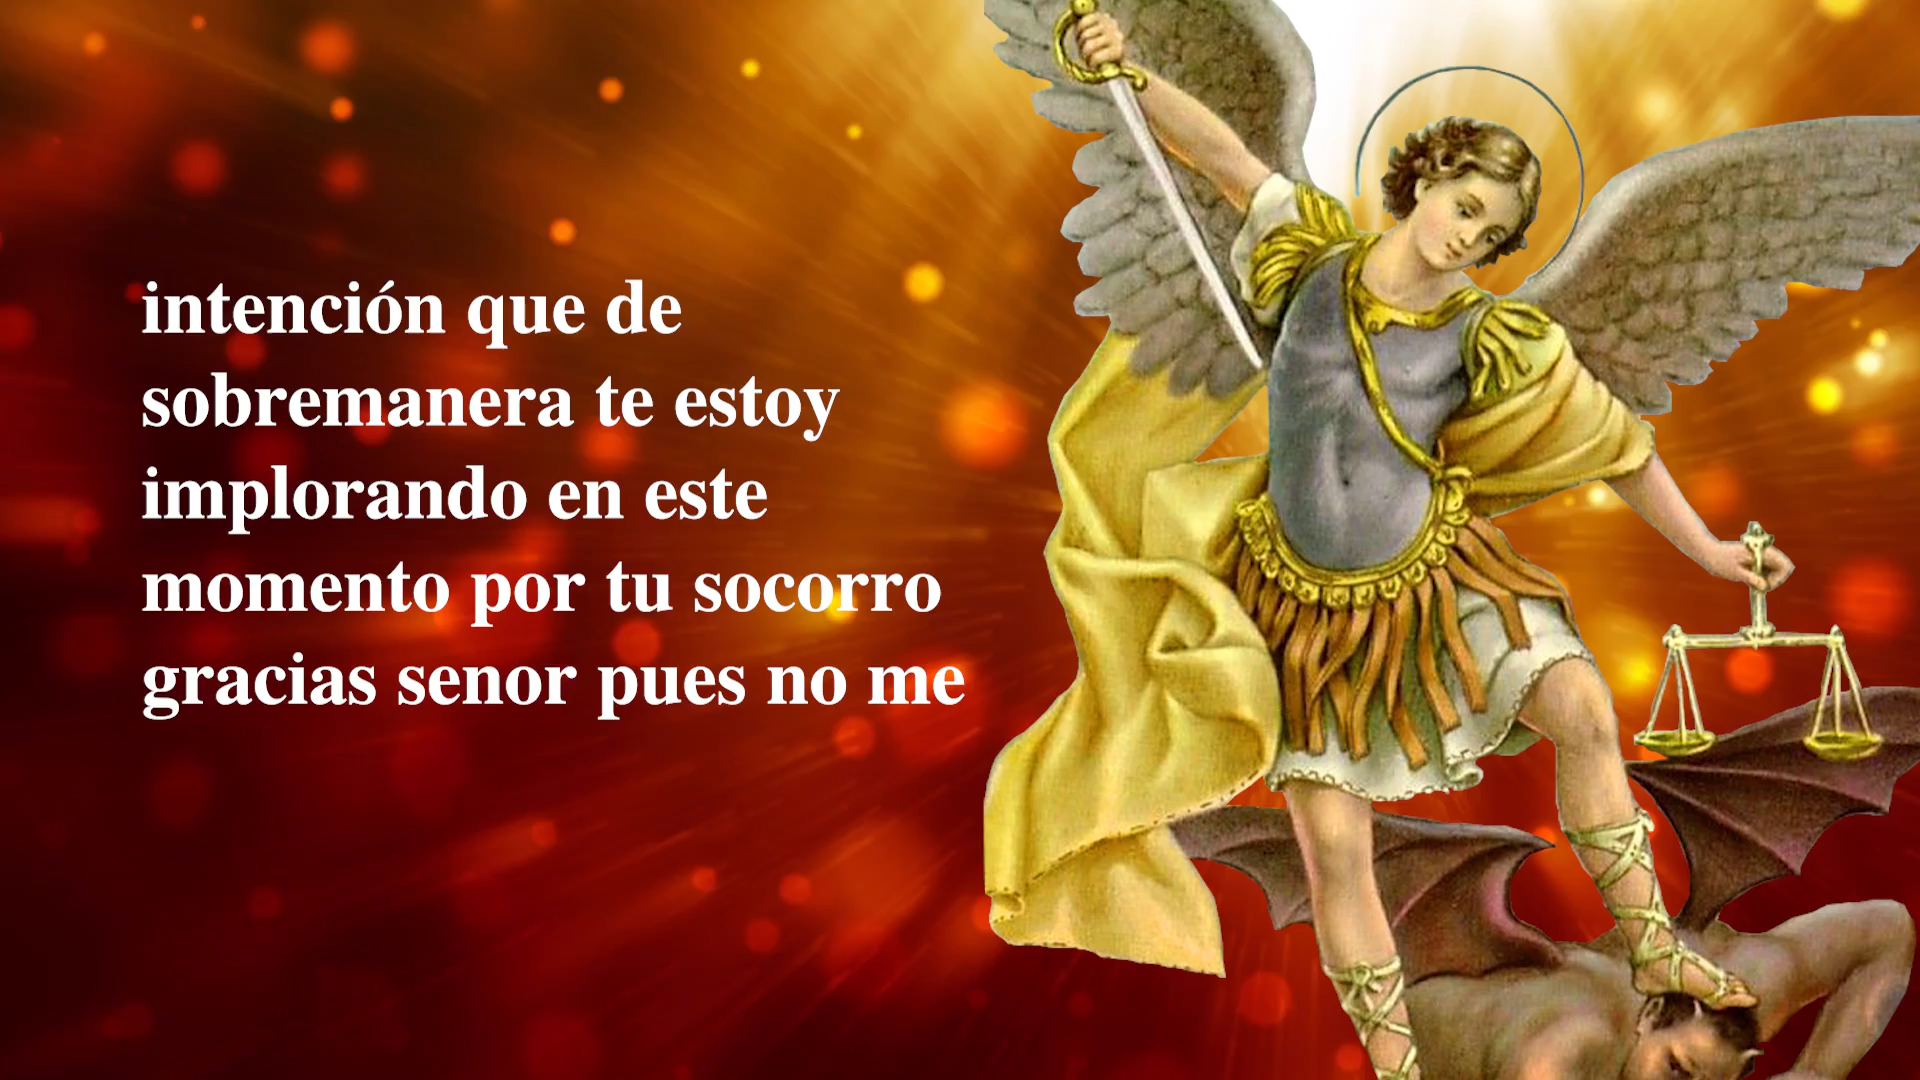 intención que de
sobremanera te estoy
implorando en este
momento por tu socorro
gracias senor pues no me